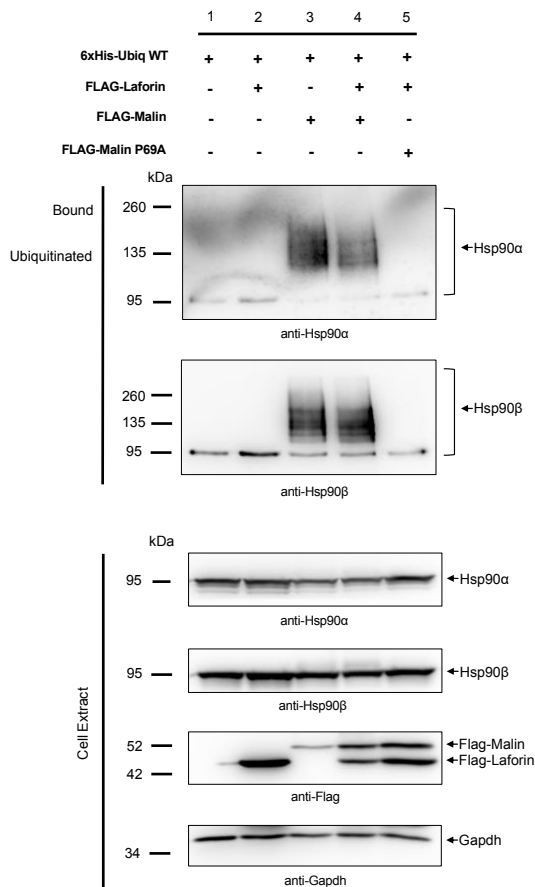 1 2 3 4 5
6xHis-Ubiq WT + + + + +
FLAG-Laforin - + - + +
FLAG-Malin - - + + -
FLAG-Malin P69A - - - - +
kDa
Bound
Ubiquitinated
260
135
95
Hsp90α
anti-Hsp90α
260
135
95
Hsp90β
anti-Hsp90β
Cell Extract
kDa
95
Hsp90α
anti-Hsp90α
95
Hsp90β
anti-Hsp90β
52
42
Flag-Malin
Flag-Laforin
anti-Flag
34
Gapdh
anti-Gapdh